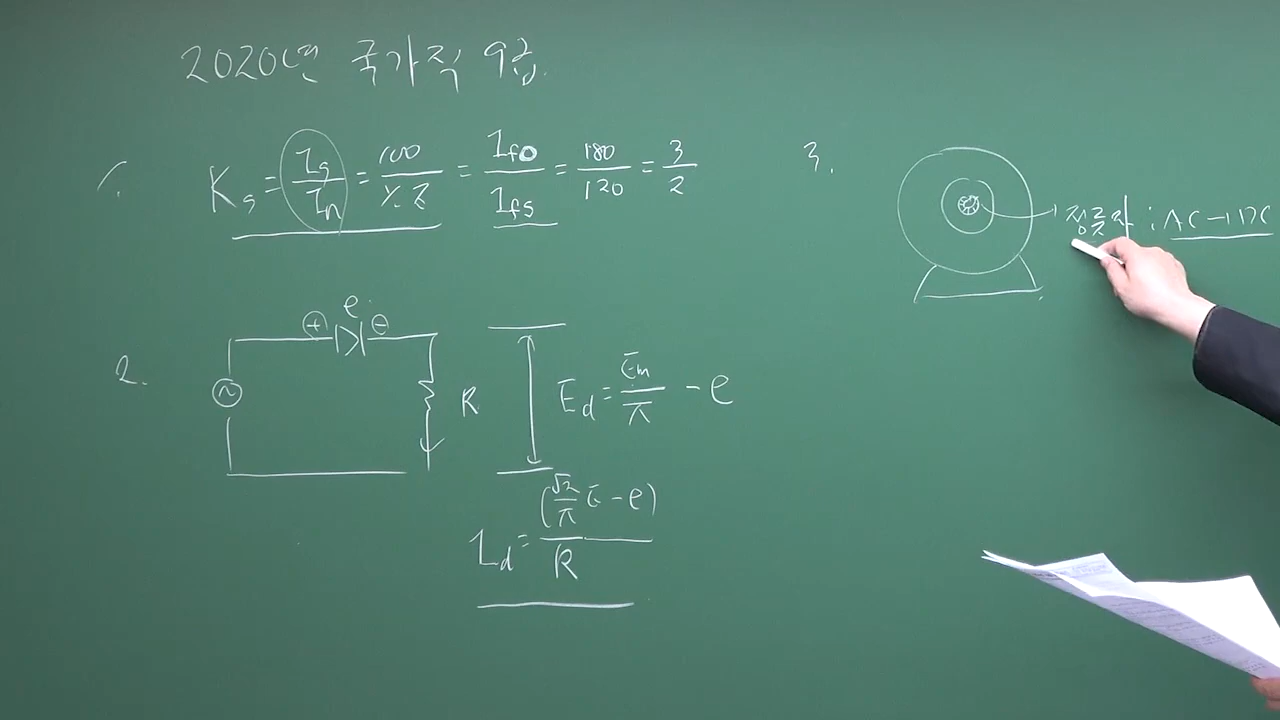 2020년 국가직 9급.
1. Ks = Is/In = 100/%Z = Ifo/Ifs = 180/120 = 3/2
2. ~ ⊕ e ⊖ R Ed = Em/π - e
Id = (√2/π E - e)/R
3. 정류자 : AC → DC